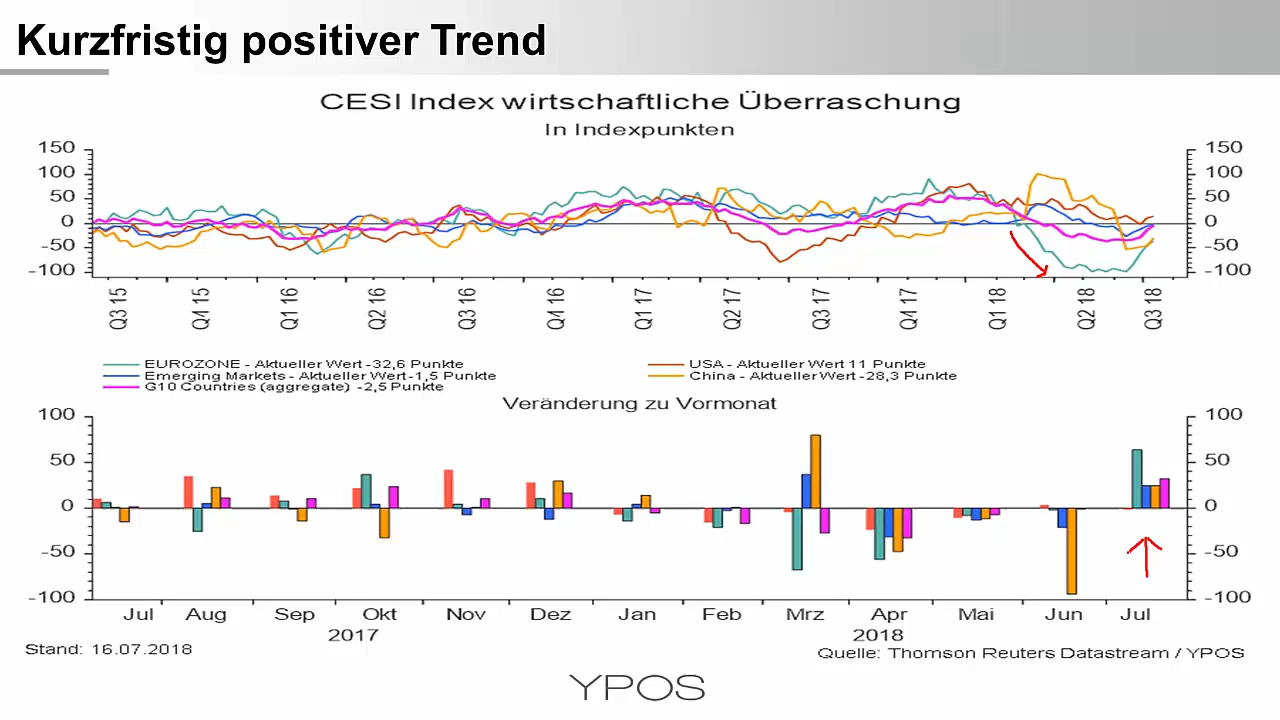 Kurzfristig positiver Trend
CESI Index wirtschaftliche Überraschung
In Indexpunkten
150 150
100 100
50 50
0 0
-50 -50
-100 -100
Q3 15 Q4 15 Q1 16 Q2 16 Q3 16 Q4 16 Q1 17 Q2 17 Q3 17 Q4 17 Q1 18 Q2 18 Q3 18
EUROZONE - Aktueller Wert -32,6 Punkte USA - Aktueller Wert 11 Punkte
Emerging Markets - Aktueller Wert -1,5 Punkte China - Aktueller Wert -28,3 Punkte
G10 Countries (aggregate) -2,5 Punkte
Veränderung zu Vormonat
100 100
50 50
0 0
-50 -50
-100 -100
Jul Aug Sep Okt Nov Dez Jan Feb Mrz Apr Mai Jun Jul
2017 2018
Stand: 16.07.2018
Quelle: Thomson Reuters Datastream / YPOS
YPOS